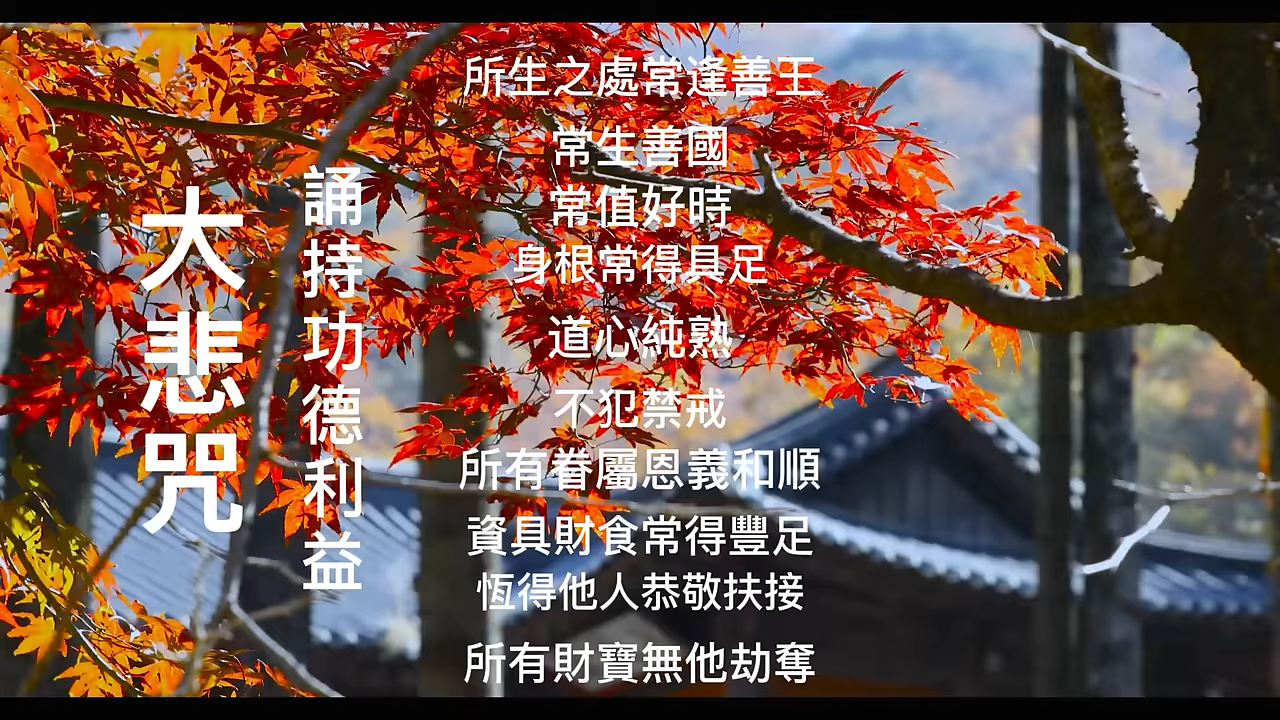 大悲咒
誦持功德利益
所生之處常逢善王
常生善國
常值好時
身根常得具足
道心純熟
不犯禁戒
所有眷屬恩義和順
資具財食常得豐足
恆得他人恭敬扶接
所有財寶無他劫奪